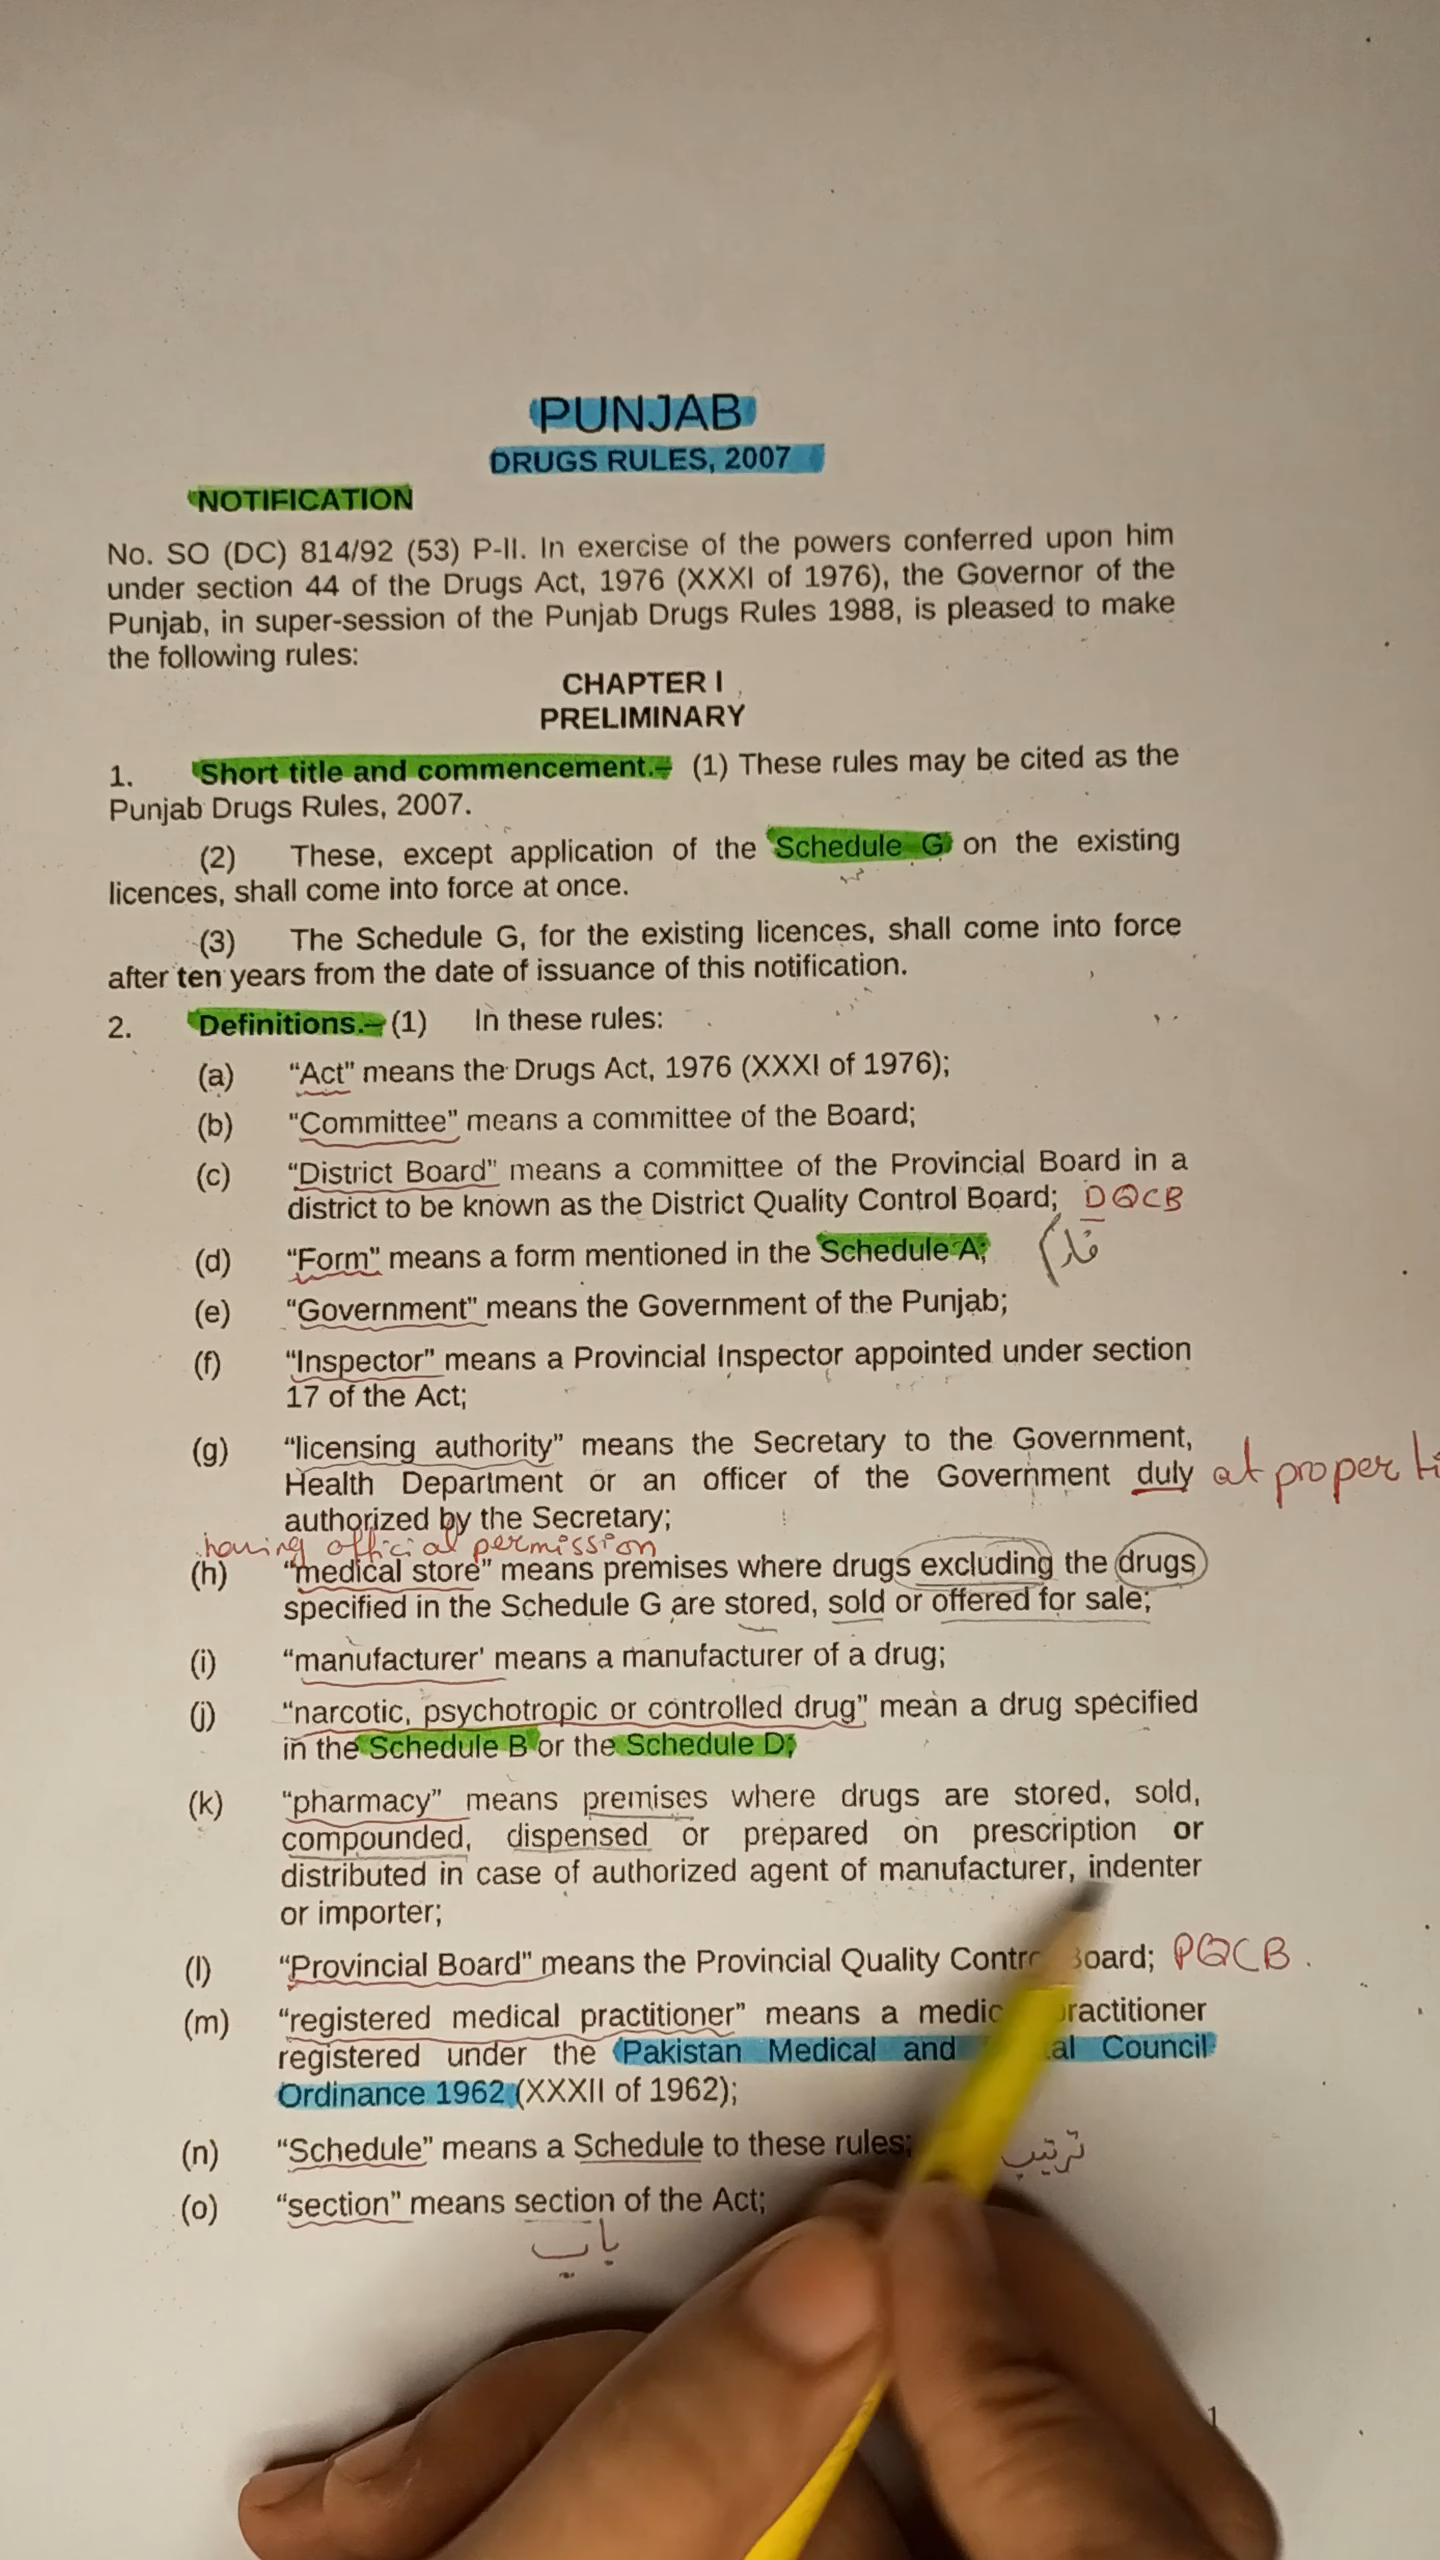 PUNJAB
DRUGS RULES, 2007
NOTIFICATION
No. SO (DC) 814/92 (53) P-II. In exercise of the powers conferred upon him
under section 44 of the Drugs Act, 1976 (XXXI of 1976), the Governor of the
Punjab, in super-session of the Punjab Drugs Rules 1988, is pleased to make
the following rules:
CHAPTER I
PRELIMINARY
1. Short title and commencement.– (1) These rules may be cited as the
Punjab Drugs Rules, 2007.
(2) These, except application of the Schedule G on the existing
licences, shall come into force at once.
(3) The Schedule G, for the existing licences, shall come into force
after ten years from the date of issuance of this notification.
2. Definitions.– (1) In these rules:
(a) “Act” means the Drugs Act, 1976 (XXXI of 1976);
(b) “Committee” means a committee of the Board;
(c) “District Board” means a committee of the Provincial Board in a
district to be known as the District Quality Control Board; DQCB
(d) “Form” means a form mentioned in the Schedule A; فارم
(e) “Government” means the Government of the Punjab;
(f) “Inspector” means a Provincial Inspector appointed under section
17 of the Act;
(g) “licensing authority” means the Secretary to the Government,
Health Department or an officer of the Government duly at proper
authorized by the Secretary;
having official permission
(h) “medical store” means premises where drugs excluding the drugs
specified in the Schedule G are stored, sold or offered for sale;
(i) “manufacturer' means a manufacturer of a drug;
(j) “narcotic, psychotropic or controlled drug” mean a drug specified
in the Schedule B or the Schedule D;
(k) “pharmacy” means premises where drugs are stored, sold,
compounded, dispensed or prepared on prescription or
distributed in case of authorized agent of manufacturer, indenter
or importer;
(l) “Provincial Board” means the Provincial Quality Contro Board; PQCB.
(m) “registered medical practitioner” means a medic practitioner
registered under the Pakistan Medical and Council
Ordinance 1962 (XXXII of 1962);
(n) “Schedule” means a Schedule to these rules; ترتیب
(o) “section” means section of the Act;
باب
1